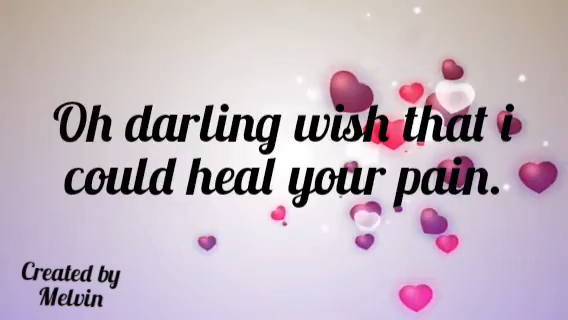 Oh darling wish that i
could heal your pain.
Created by
Melvin